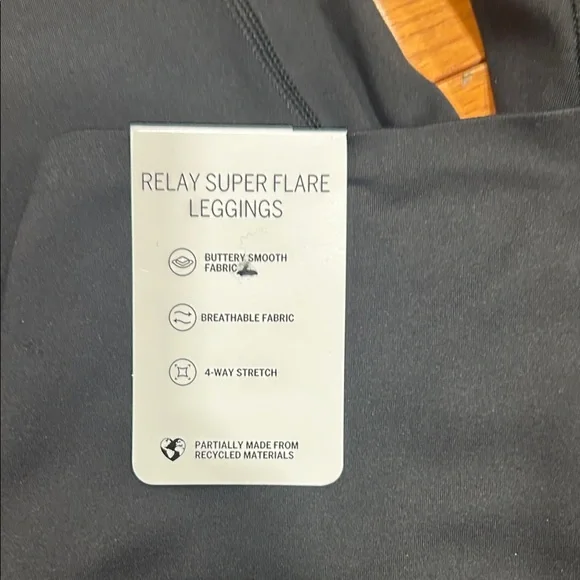 RELAY SUPER FLARE
LEGGINGS
BUTTERY SMOOTH
FABRIC
BREATHABLE FABRIC
4-WAY STRETCH
PARTIALLY MADE FROM
RECYCLED MATERIALS